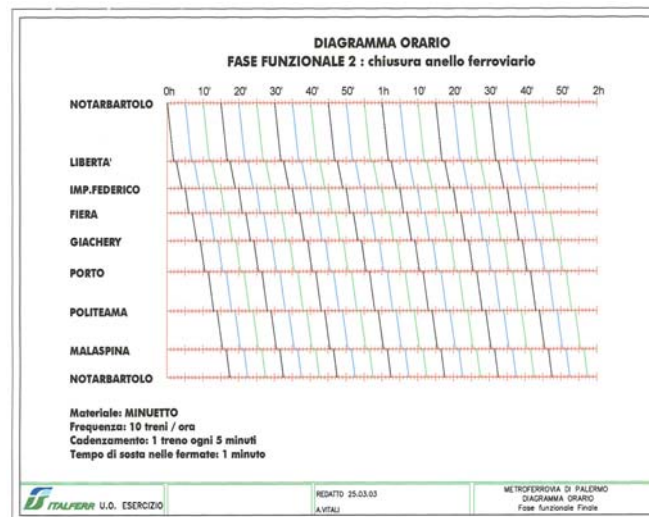 DIAGRAMMA ORARIO
FASE FUNZIONALE 2 : chiusura anello ferroviario
0h 10' 20' 30' 40' 50' 1h 10' 20' 30' 40' 50' 2h
NOTARBARTOLO
LIBERTA'
IMP.FEDERICO
FIERA
GIACHERY
PORTO
POLITEAMA
MALASPINA
NOTARBARTOLO
Materiale: MINUETTO
Frequenza: 10 treni / ora
Cadenzamento: 1 treno ogni 5 minuti
Tempo di sosta nelle fermate: 1 minuto
ITALFERR U.O. ESERCIZIO
REDATTO 25.03.03
A.VITALI
METROFERROVIA DI PALERMO
DIAGRAMMA ORARIO
Fase funzionale Finale